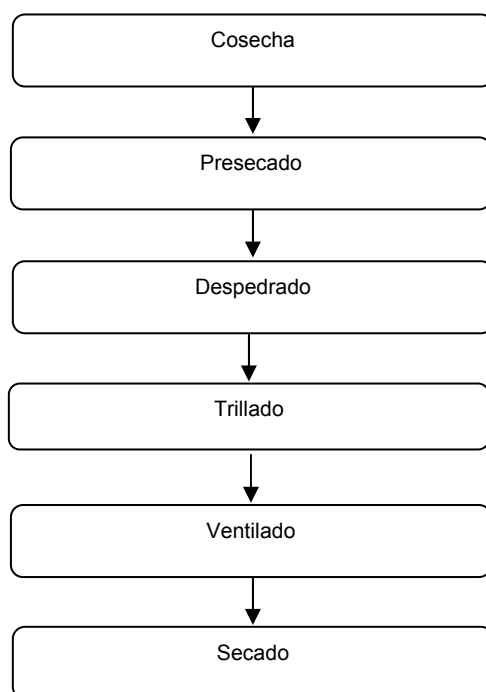 Cosecha
Presecado
Despedrado
Trillado
Ventilado
Secado